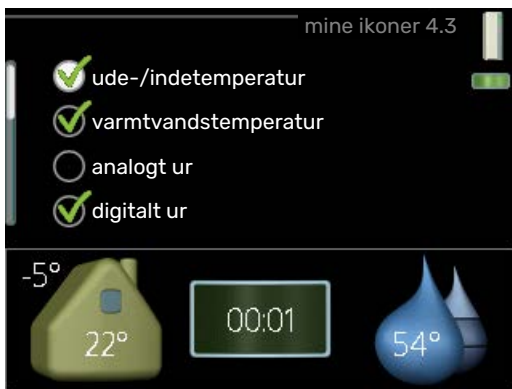 mine ikoner 4.3
ude-/indetemperatur
varmtvandstemperatur
analogt ur
digitalt ur
-5°
22°
00:01
54°